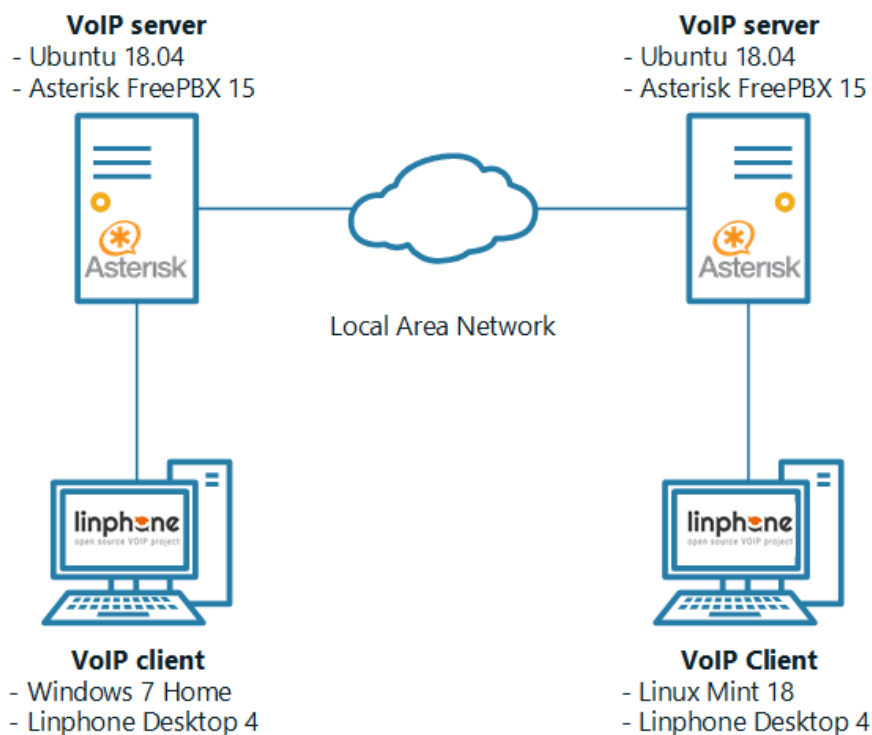 VoIP server
- Ubuntu 18.04
- Asterisk FreePBX 15
VoIP server
- Ubuntu 18.04
- Asterisk FreePBX 15
Asterisk
Asterisk
Local Area Network
linphone
open source VOIP project
linphone
open source VOIP project
VoIP client
- Windows 7 Home
- Linphone Desktop 4
VoIP Client
- Linux Mint 18
- Linphone Desktop 4